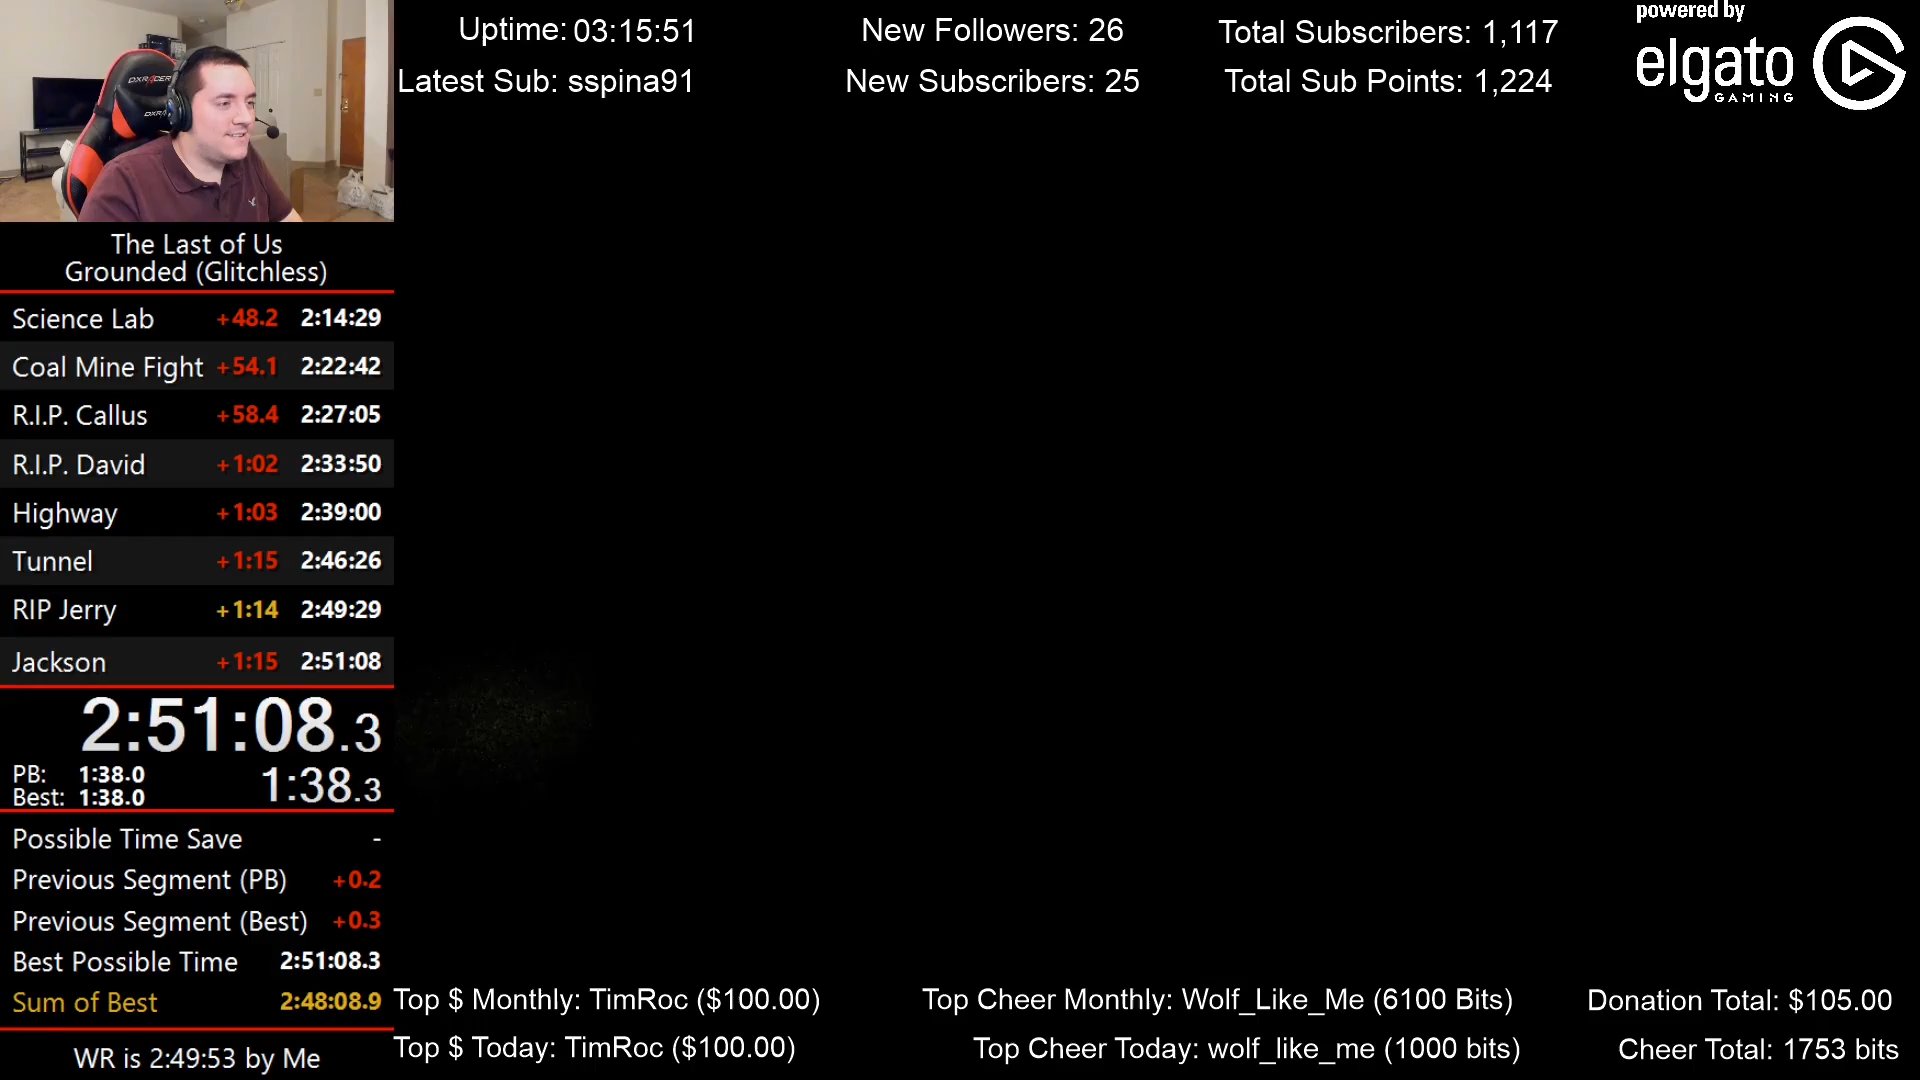 Uptime: 03:15:51
New Followers: 26
Total Subscribers: 1,117
Latest Sub: sspina91
New Subscribers: 25
Total Sub Points: 1,224
powered by
elgato
GAMING
DXRACER
The Last of Us
Grounded (Glitchless)
Science Lab +48.2 2:14:29
Coal Mine Fight +54.1 2:22:42
R.I.P. Callus +58.4 2:27:05
R.I.P. David +1:02 2:33:50
Highway +1:03 2:39:00
Tunnel +1:15 2:46:26
RIP Jerry +1:14 2:49:29
Jackson +1:15 2:51:08
2:51:08.3
PB: 1:38.0
Best: 1:38.0
1:38.3
Possible Time Save -
Previous Segment (PB) +0.2
Previous Segment (Best) +0.3
Best Possible Time 2:51:08.3
Sum of Best 2:48:08.9
WR is 2:49:53 by Me
Top $ Monthly: TimRoc ($100.00)
Top Cheer Monthly: Wolf_Like_Me (6100 Bits)
Donation Total: $105.00
Top $ Today: TimRoc ($100.00)
Top Cheer Today: wolf_like_me (1000 bits)
Cheer Total: 1753 bits